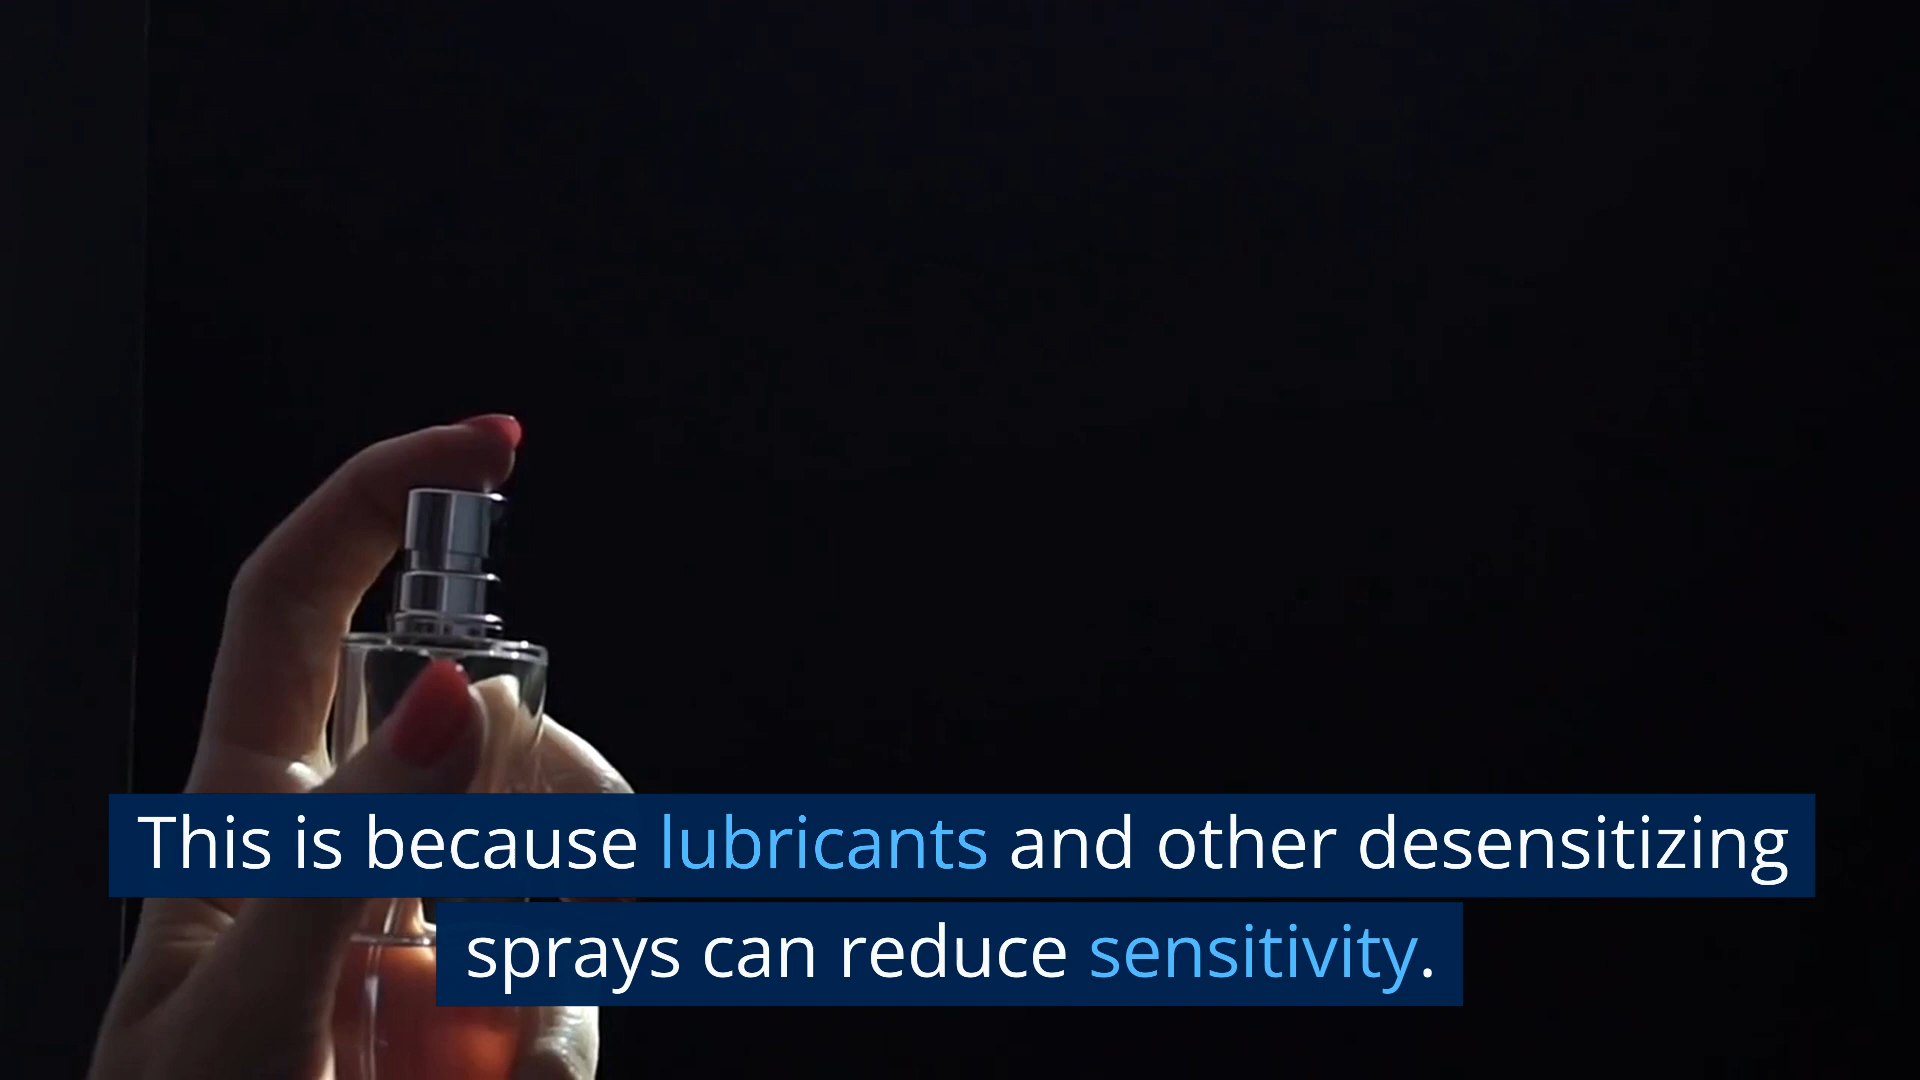 This is because lubricants and other desensitizing
sprays can reduce sensitivity.